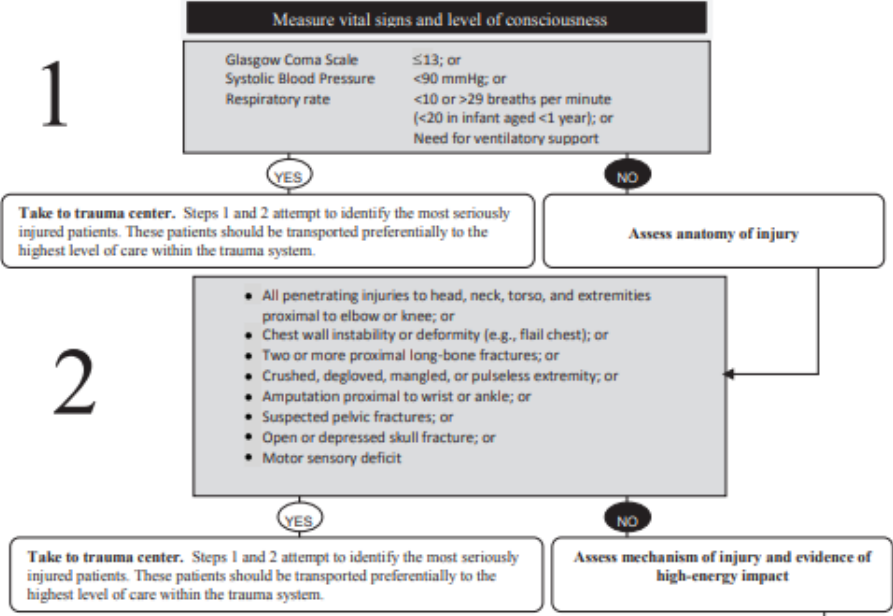 Measure vital signs and level of consciousness
1
Glasgow Coma Scale ≤13; or
Systolic Blood Pressure <90 mmHg; or
Respiratory rate <10 or >29 breaths per minute
(<20 in infant aged <1 year); or
Need for ventilatory support
YES
NO
Take to trauma center. Steps 1 and 2 attempt to identify the most seriously
injured patients. These patients should be transported preferentially to the
highest level of care within the trauma system.
Assess anatomy of injury
2
• All penetrating injuries to head, neck, torso, and extremities
proximal to elbow or knee; or
• Chest wall instability or deformity (e.g., flail chest); or
• Two or more proximal long-bone fractures; or
• Crushed, degloved, mangled, or pulseless extremity; or
• Amputation proximal to wrist or ankle; or
• Suspected pelvic fractures; or
• Open or depressed skull fracture; or
• Motor sensory deficit
YES
NO
Take to trauma center. Steps 1 and 2 attempt to identify the most seriously
injured patients. These patients should be transported preferentially to the
highest level of care within the trauma system.
Assess mechanism of injury and evidence of
high-energy impact